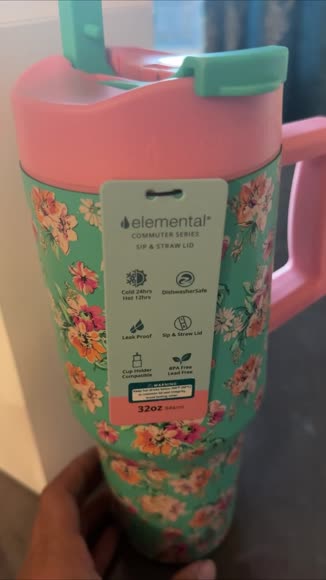 elemental®
COMMUTER SERIES
SIP & STRAW LID
Cold 24hrs
Hot 12hrs
DishwasherSafe
Leak Proof
Sip & Straw Lid
Cup Holder
Compatible
BPA Free
Lead Free
WARNING
32oz